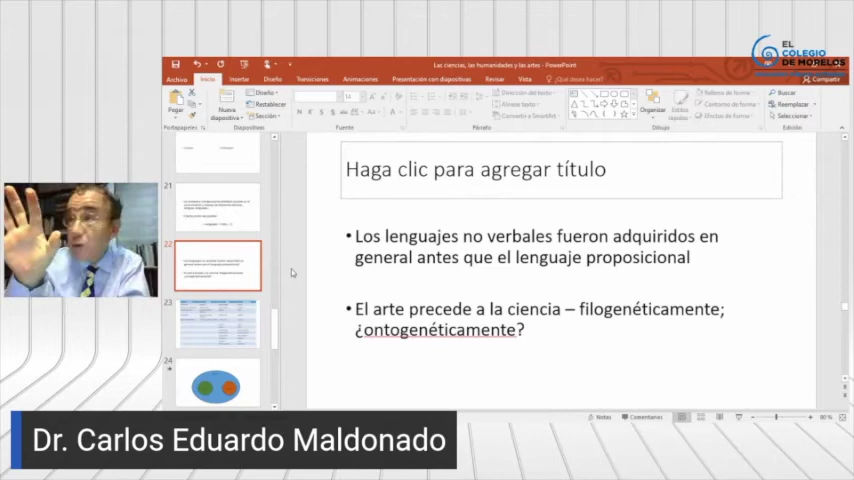 EL
COLEGIO
DE MORELOS
Las ciencias, las humanidades y las artes - PowerPoint
Archivo Inicio Insertar Diseño Transiciones Animaciones Presentación con diapositivas Revisar Vista ¿Qué desea hacer?
Compartir
Pegar
Nueva
diapositiva
Diseño
Restablecer
Sección
14
Dirección del texto
Alinear texto
Convertir a SmartArt
Organizar
Estilos
rápidos
Relleno de forma
Contorno de forma
Efectos de forma
Buscar
Reemplazar
Seleccionar
Portapapeles Diapositivas Fuente Párrafo Dibujo Edición
21
22
23
24
Haga clic para agregar título
• Los lenguajes no verbales fueron adquiridos en
general antes que el lenguaje proposicional
• El arte precede a la ciencia – filogenéticamente;
¿ontogenéticamente?
Notas Comentarios 80%
Dr. Carlos Eduardo Maldonado